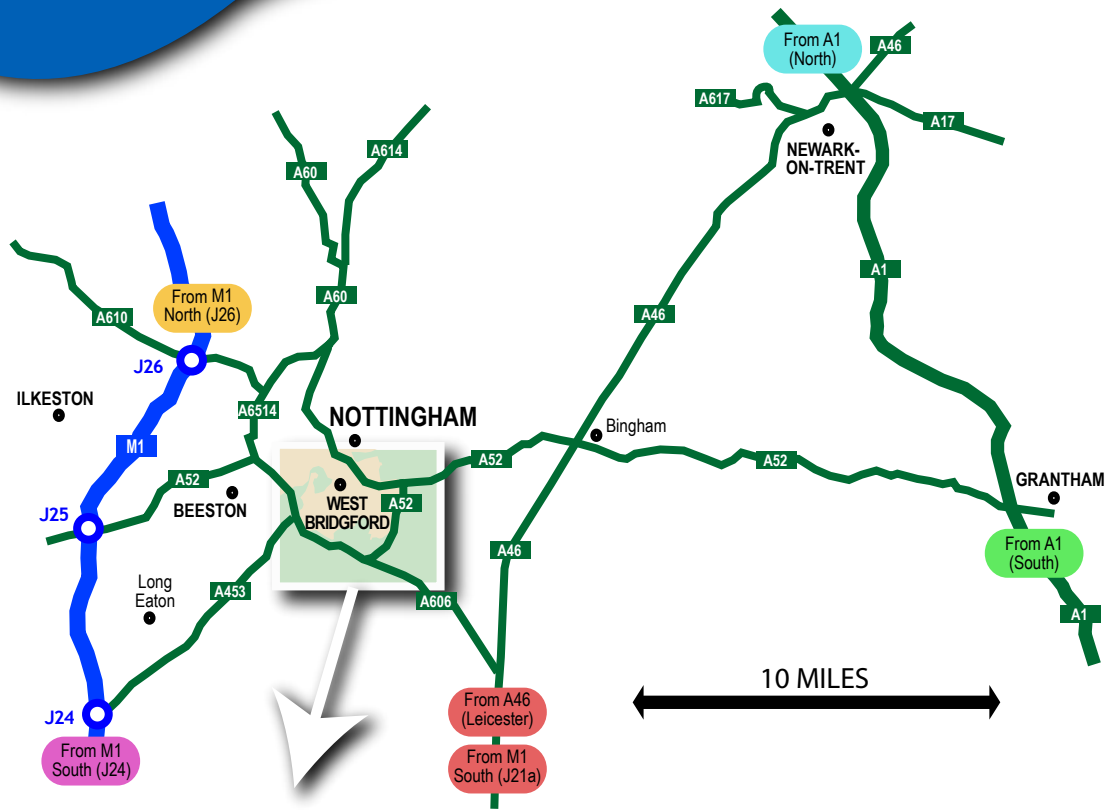 From A1
(North)
A46
A617
A17
NEWARK-
ON-TRENT
A614
A60
A1
From M1
North (J26)
A60
A610
A46
J26
ILKESTON
A6514
NOTTINGHAM
Bingham
M1
A52
A52
A52
GRANTHAM
WEST
BRIDGFORD
A52
BEESTON
J25
A46
From A1
(South)
Long
Eaton
A453
A606
A1
10 MILES
From A46
(Leicester)
J24
From M1
South (J24)
From M1
South (J21a)